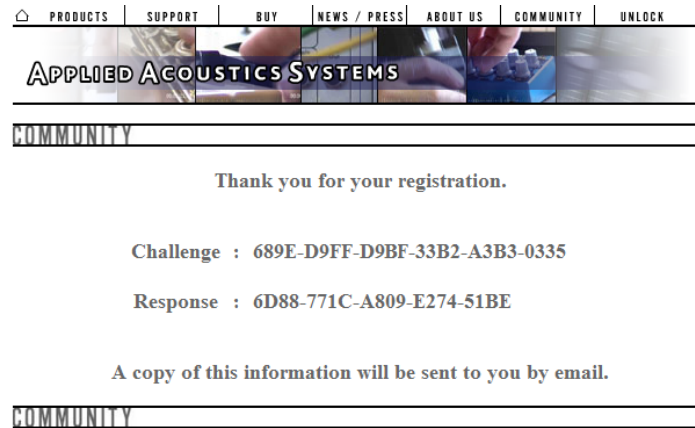 PRODUCTS SUPPORT BUY NEWS / PRESS ABOUT US COMMUNITY UNLOCK
APPLIED ACOUSTICS SYSTEMS
COMMUNITY
Thank you for your registration.
Challenge : 689E-D9FF-D9BF-33B2-A3B3-0335
Response : 6D88-771C-A809-E274-51BE
A copy of this information will be sent to you by email.
COMMUNITY